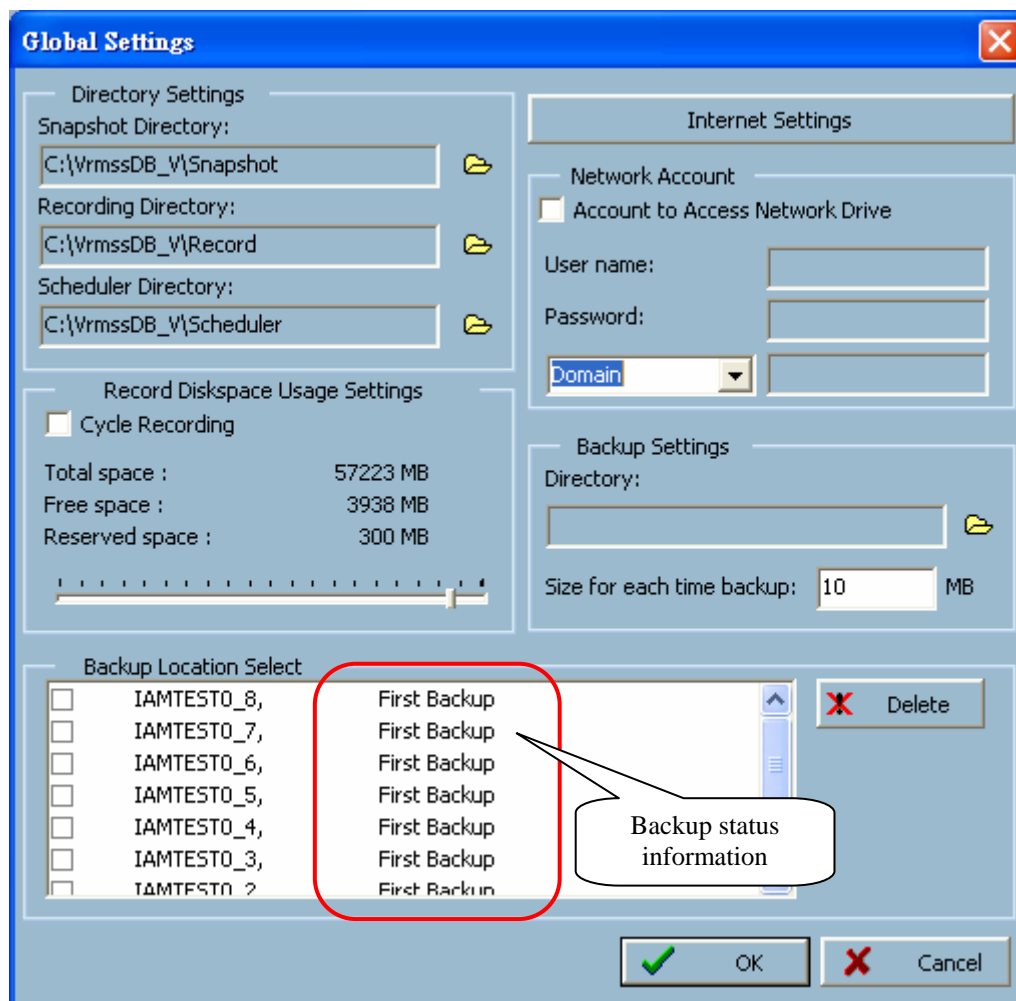 Global Settings
Directory Settings
Snapshot Directory:
C:\VrmssDB_V\Snapshot
Recording Directory:
C:\VrmssDB_V\Record
Scheduler Directory:
C:\VrmssDB_V\Scheduler
Internet Settings
Network Account
Account to Access Network Drive
User name:
Password:
Domain
Record Diskspace Usage Settings
Cycle Recording
Total space : 57223 MB
Free space : 3938 MB
Reserved space : 300 MB
Backup Settings
Directory:
Size for each time backup: 10 MB
Backup Location Select
IAMTEST0_8, First Backup
IAMTEST0_7, First Backup
IAMTEST0_6, First Backup
IAMTEST0_5, First Backup
IAMTEST0_4, First Backup
IAMTEST0_3, First Backup
IAMTEST0_2 First Backup
Delete
Backup status
information
OK
Cancel